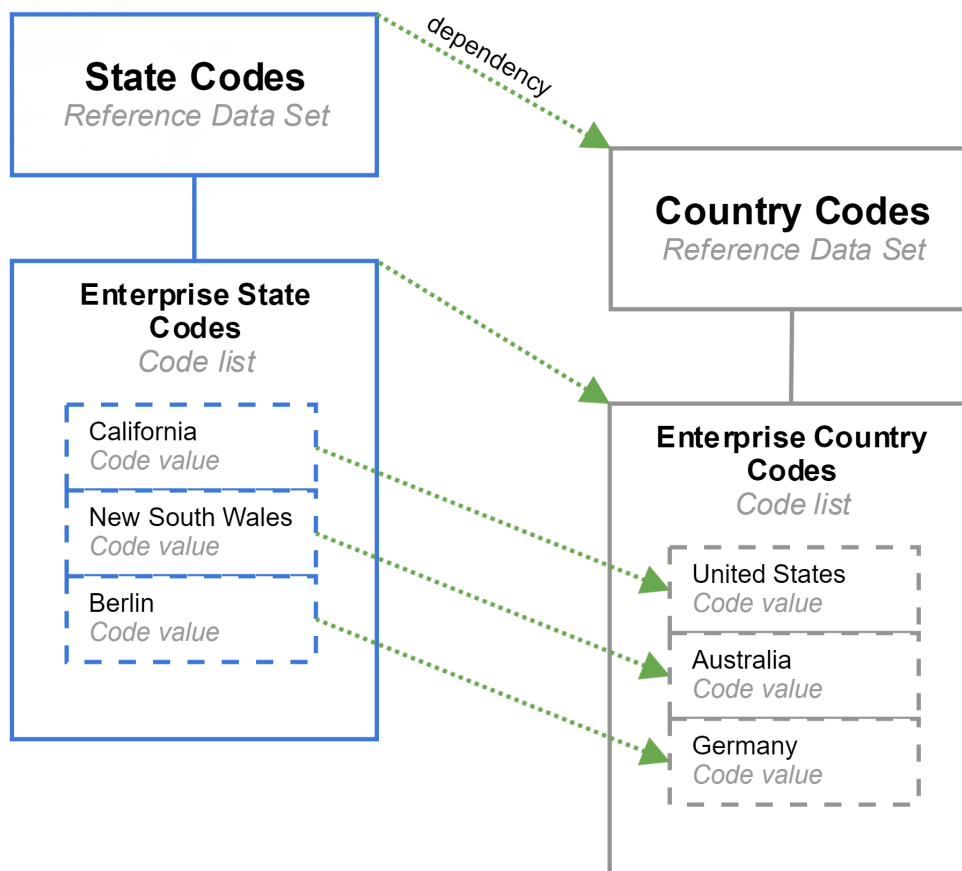 State Codes
Reference Data Set
dependency
Country Codes
Reference Data Set
Enterprise State
Codes
Code list
California
Code value
New South Wales
Code value
Berlin
Code value
Enterprise Country
Codes
Code list
United States
Code value
Australia
Code value
Germany
Code value